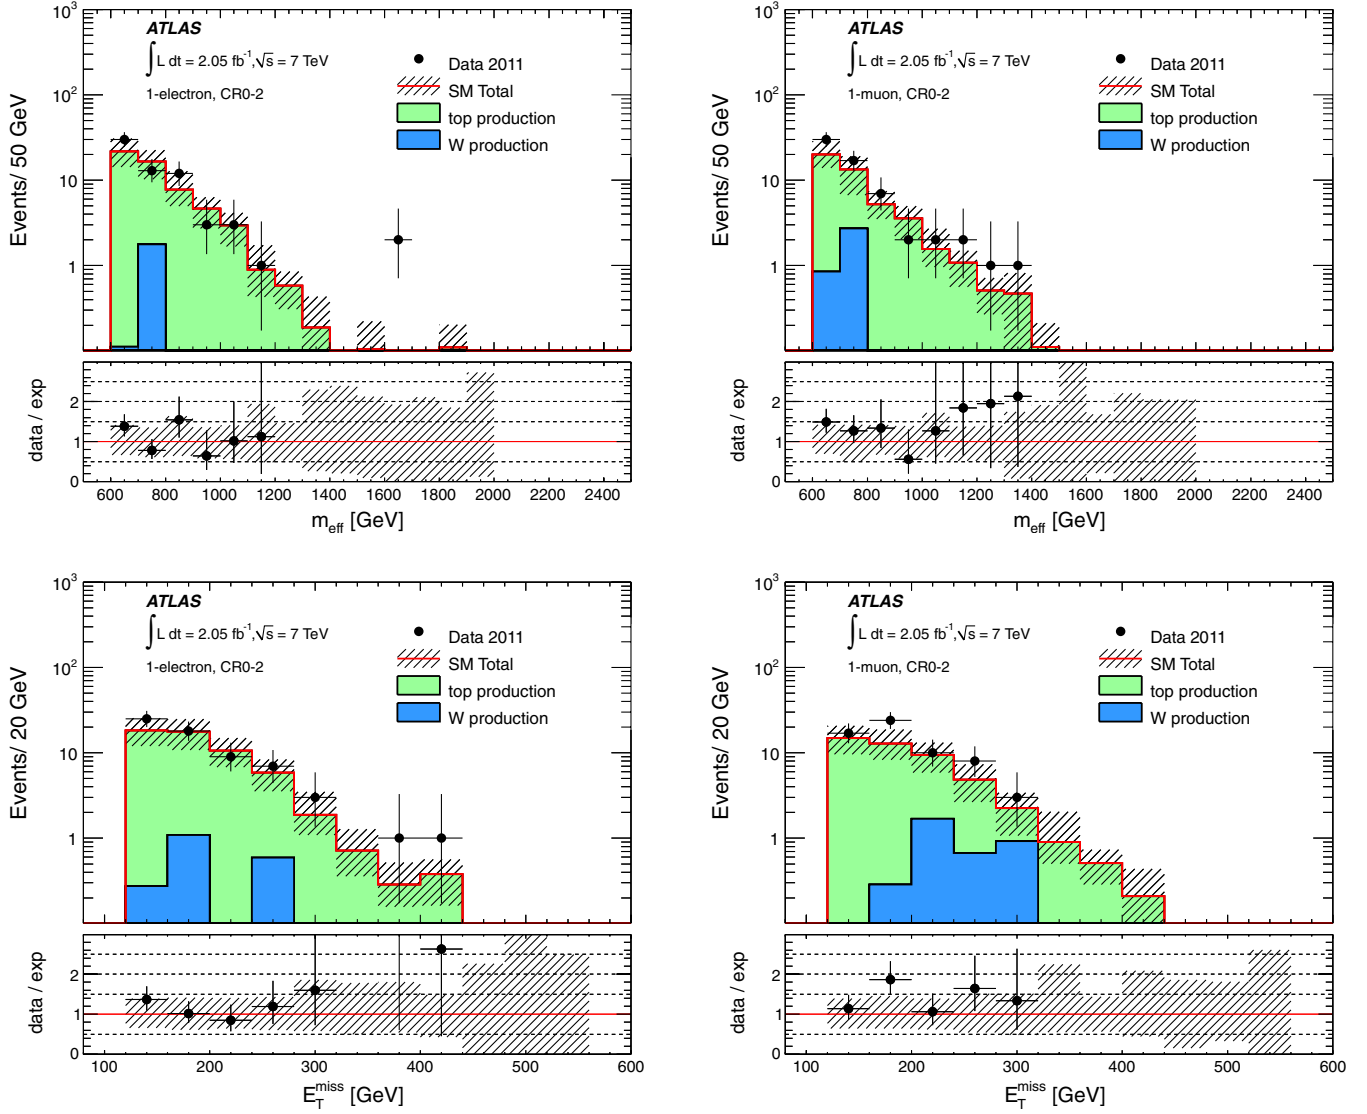 ATLAS
∫ L dt = 2.05 fb⁻¹,√s = 7 TeV
1-electron, CR0-2
Data 2011
SM Total
top production
W production
Events/ 50 GeV
10³
10²
10
1
data / exp
2
1
0
600 800 1000 1200 1400 1600 1800 2000 2200 2400
m_eff [GeV]
ATLAS
∫ L dt = 2.05 fb⁻¹,√s = 7 TeV
1-muon, CR0-2
Data 2011
SM Total
top production
W production
Events/ 50 GeV
10³
10²
10
1
data / exp
2
1
0
600 800 1000 1200 1400 1600 1800 2000 2200 2400
m_eff [GeV]
ATLAS
∫ L dt = 2.05 fb⁻¹,√s = 7 TeV
1-electron, CR0-2
Data 2011
SM Total
top production
W production
Events/ 20 GeV
10³
10²
10
1
data / exp
2
1
0
100 200 300 400 500 600
E_T^miss [GeV]
ATLAS
∫ L dt = 2.05 fb⁻¹,√s = 7 TeV
1-muon, CR0-2
Data 2011
SM Total
top production
W production
Events/ 20 GeV
10³
10²
10
1
data / exp
2
1
0
100 200 300 400 500 600
E_T^miss [GeV]